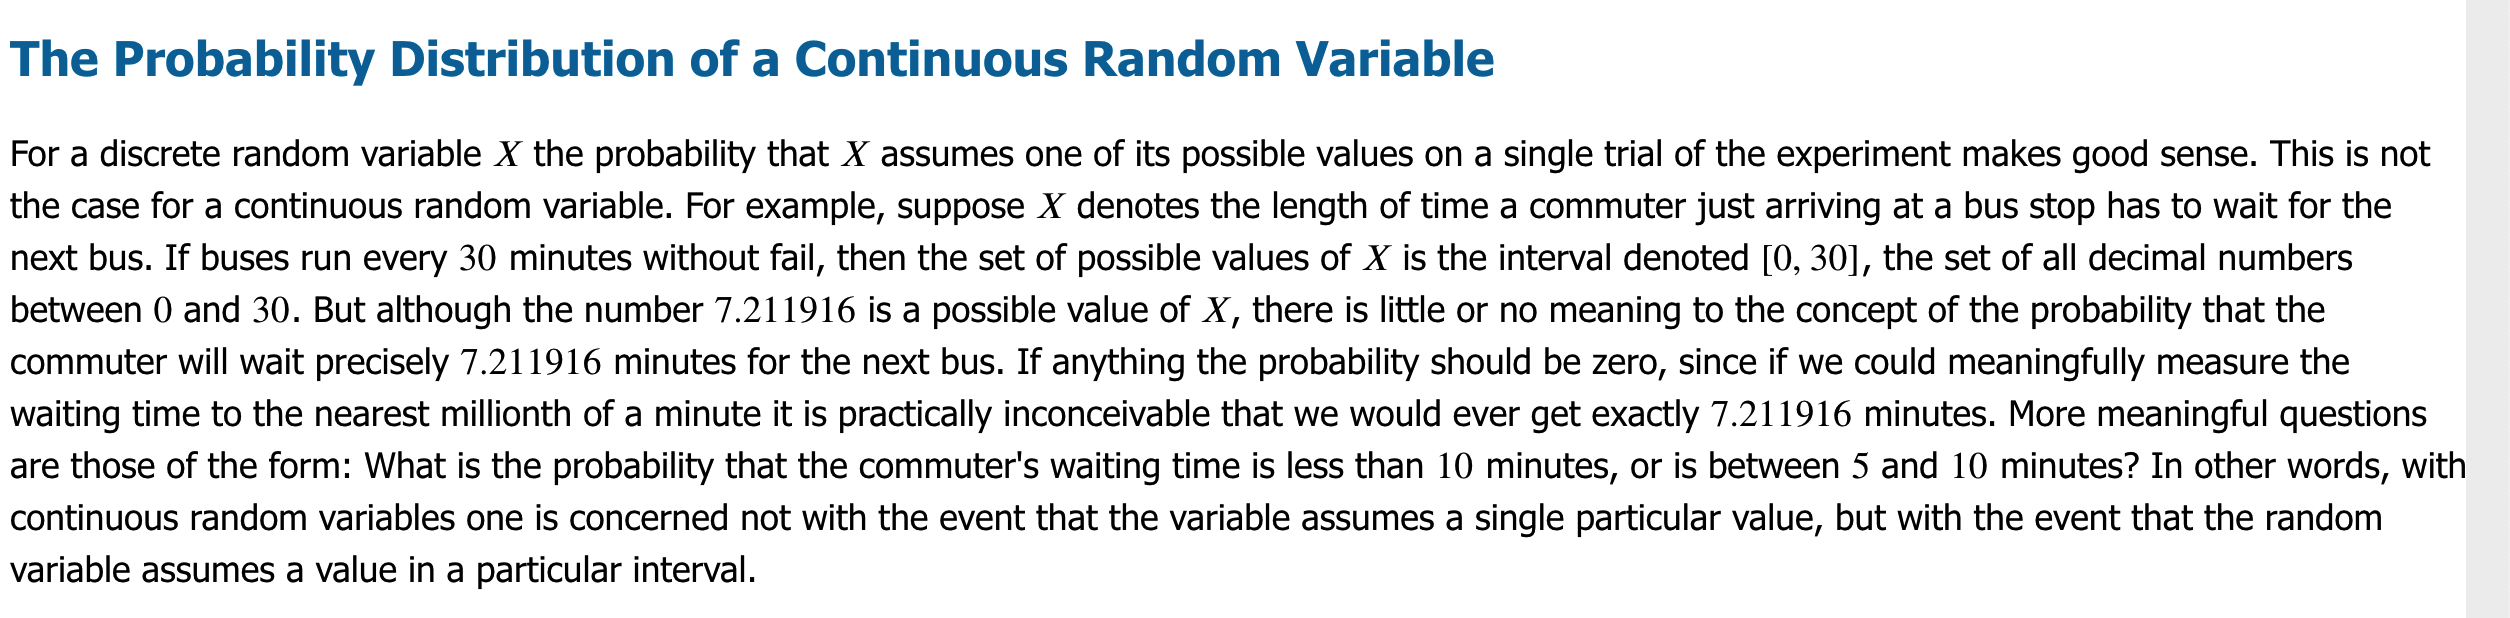 The Probability Distribution of a Continuous Random Variable
For a discrete random variable X the probability that X assumes one of its possible values on a single trial of the experiment makes good sense. This is not
the case for a continuous random variable. For example, suppose X denotes the length of time a commuter just arriving at a bus stop has to wait for the
next bus. If buses run every 30 minutes without fail, then the set of possible values of X is the interval denoted [0, 30], the set of all decimal numbers
between 0 and 30. But although the number 7.211916 is a possible value of X, there is little or no meaning to the concept of the probability that the
commuter will wait precisely 7.211916 minutes for the next bus. If anything the probability should be zero, since if we could meaningfully measure the
waiting time to the nearest millionth of a minute it is practically inconceivable that we would ever get exactly 7.211916 minutes. More meaningful questions
are those of the form: What is the probability that the commuter's waiting time is less than 10 minutes, or is between 5 and 10 minutes? In other words, with
continuous random variables one is concerned not with the event that the variable assumes a single particular value, but with the event that the random
variable assumes a value in a particular interval.